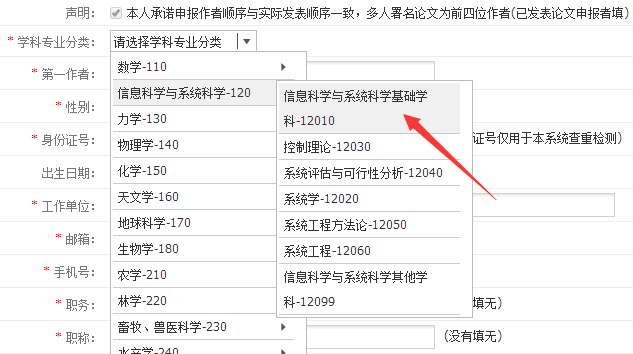 声明： 本人承诺申报作者顺序与实际发表顺序一致，多人署名论文为前四位作者(已发表论文申报者填)
* 学科专业分类： 请选择学科专业分类
数学-110
* 第一作者：
信息科学与系统科学-120
信息科学与系统科学基础学
科-12010
* 性别：
力学-130
* 身份证号：
证号仅用于本系统查重检测）
物理学-140
控制理论-12030
化学-150
系统评估与可行性分析-12040
出生日期：
天文学-160
系统学-12020
* 工作单位：
地球科学-170
系统工程方法论-12050
* 邮箱：
生物学-180
系统工程-12060
* 手机号：
农学-210
信息科学与系统科学其他学
科-12099
* 职务：
林学-220
填无）
畜牧、兽医科学-230
* 职称：
（没有填无）
水产学-240